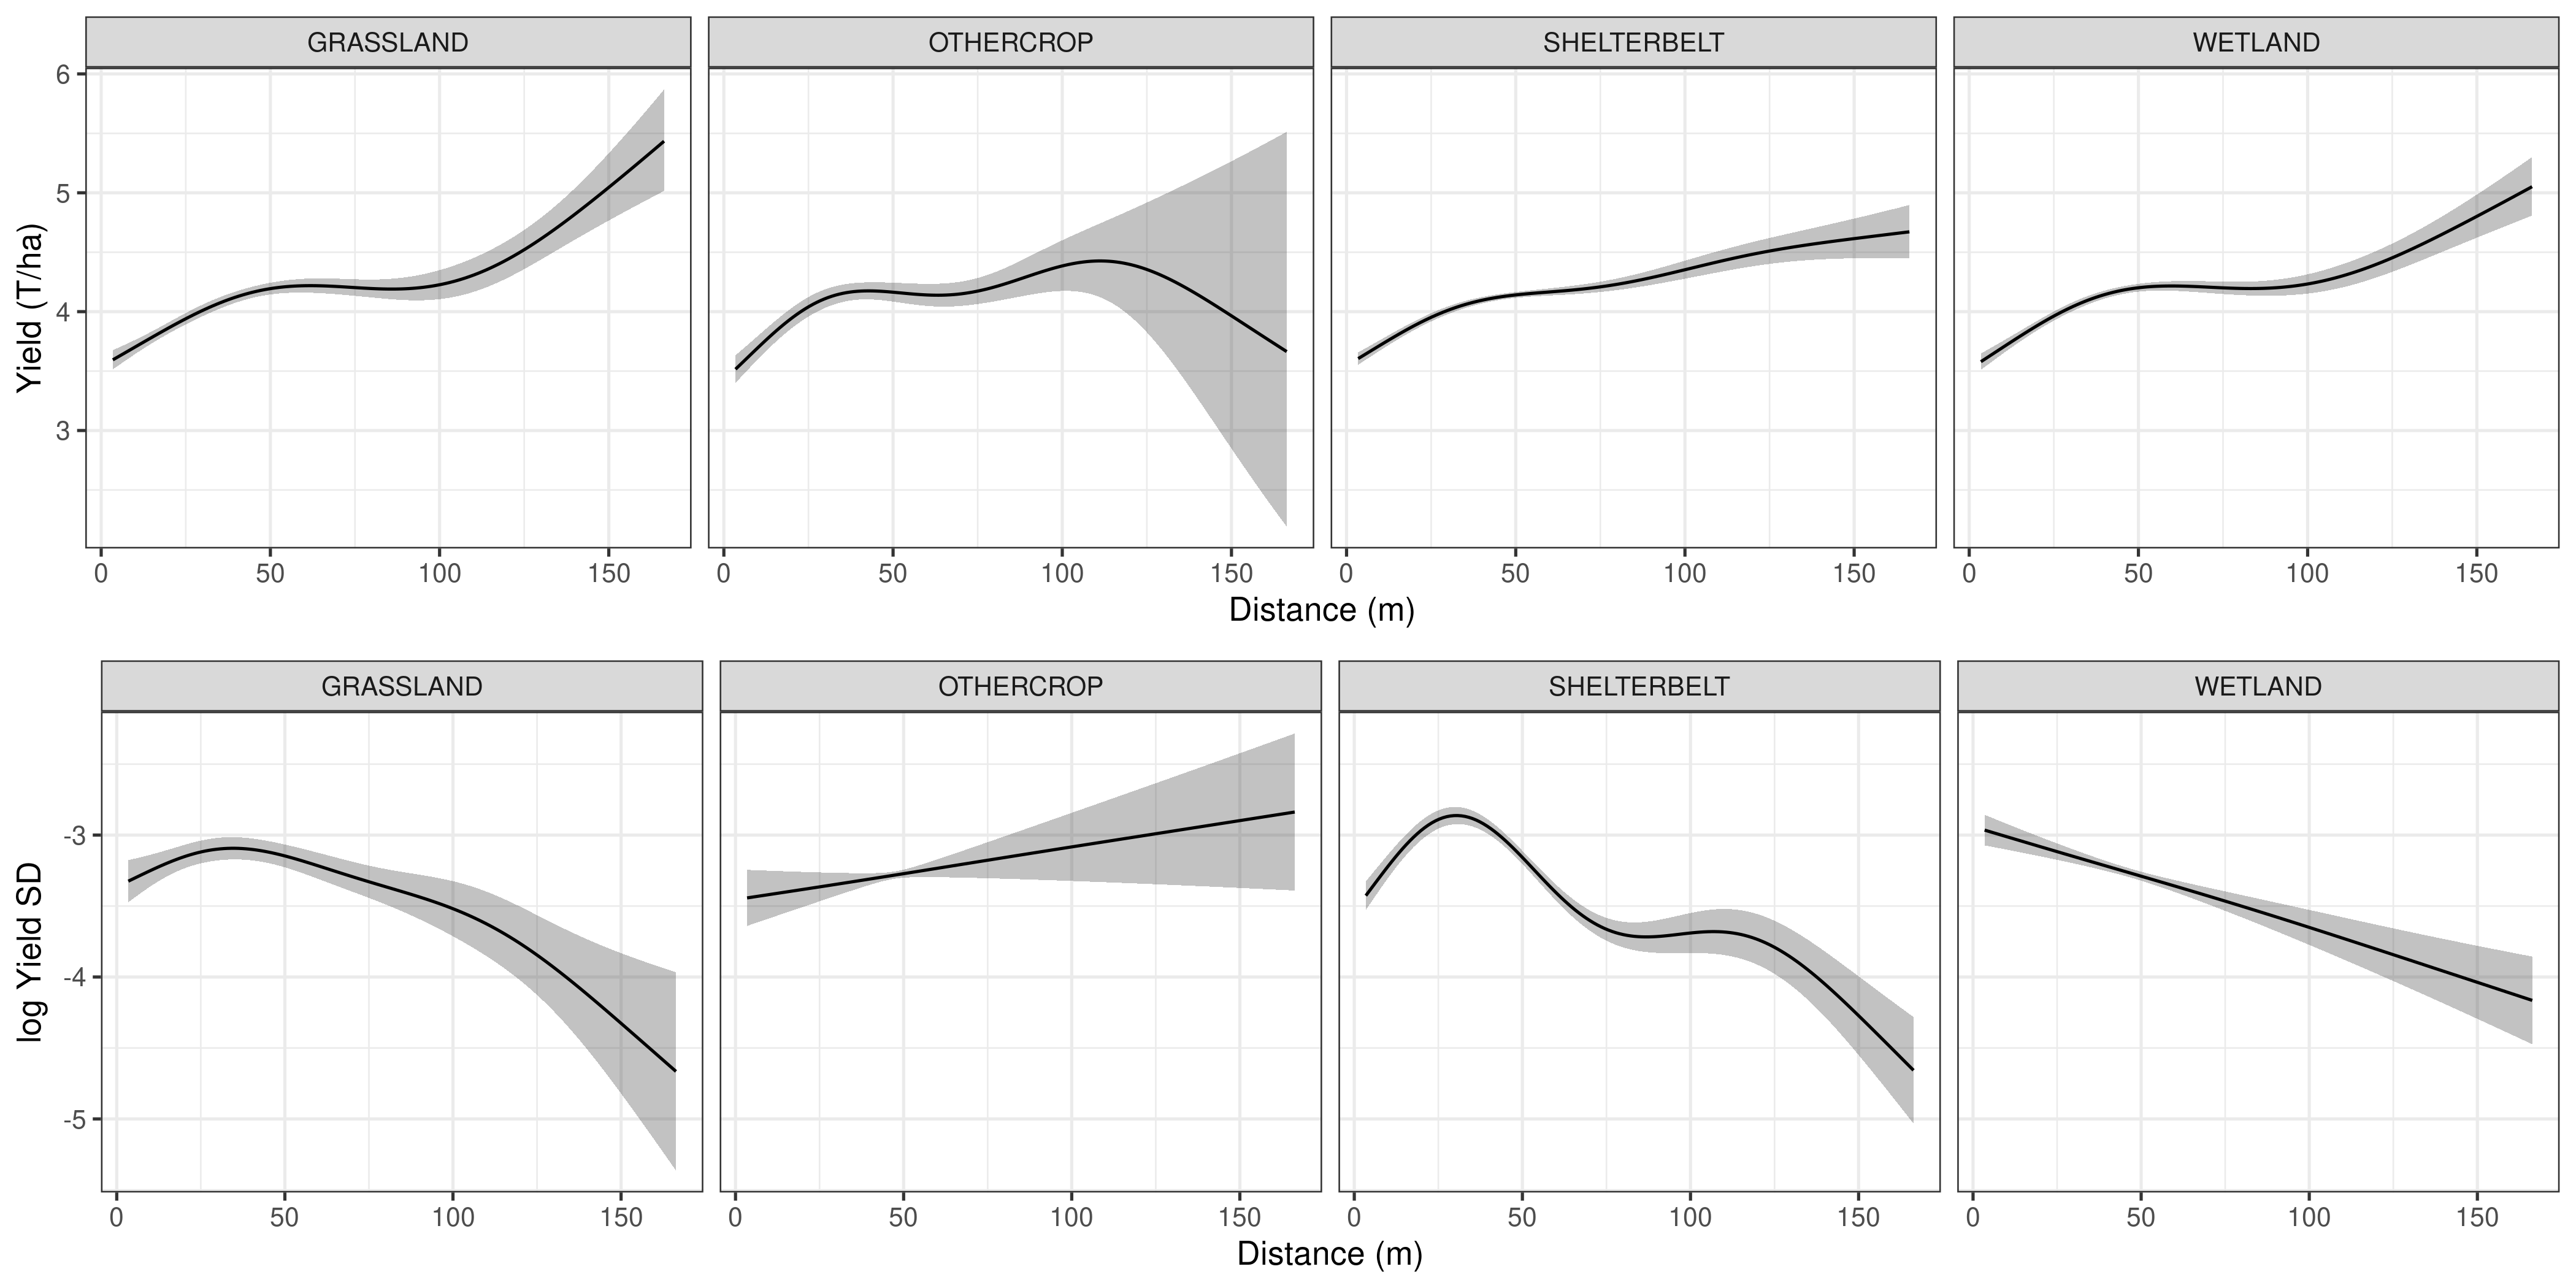 GRASSLAND OTHERCROP SHELTERBELT WETLAND
6
5
4
3
Yield (T/ha)
0 50 100 150 0 50 100 150 0 50 100 150 0 50 100 150
Distance (m)
GRASSLAND OTHERCROP SHELTERBELT WETLAND
-3
-4
-5
log Yield SD
0 50 100 150 0 50 100 150 0 50 100 150 0 50 100 150
Distance (m)